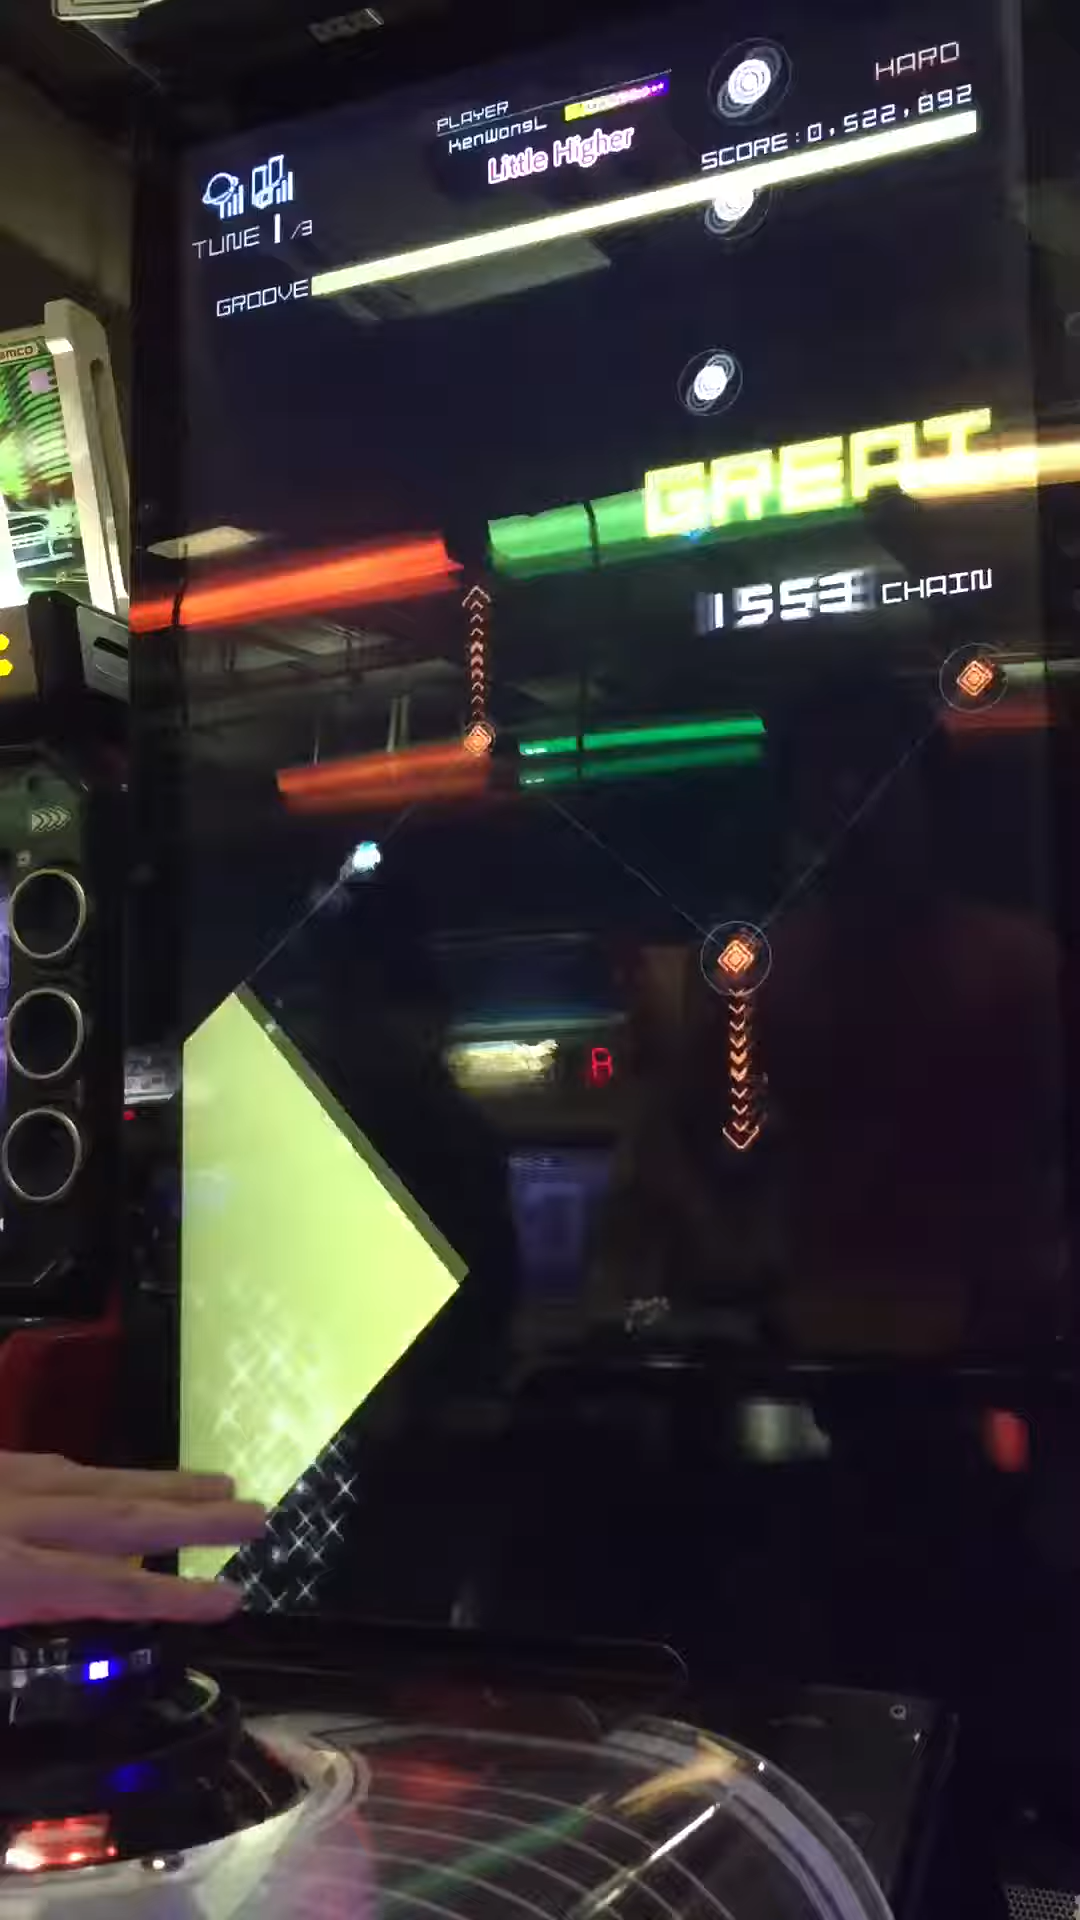 HARD
PLAYER
KenWongL
Little Higher
SCORE:0,522,892
TUNE 1/3
GROOVE
GREAT
1553 CHAIN